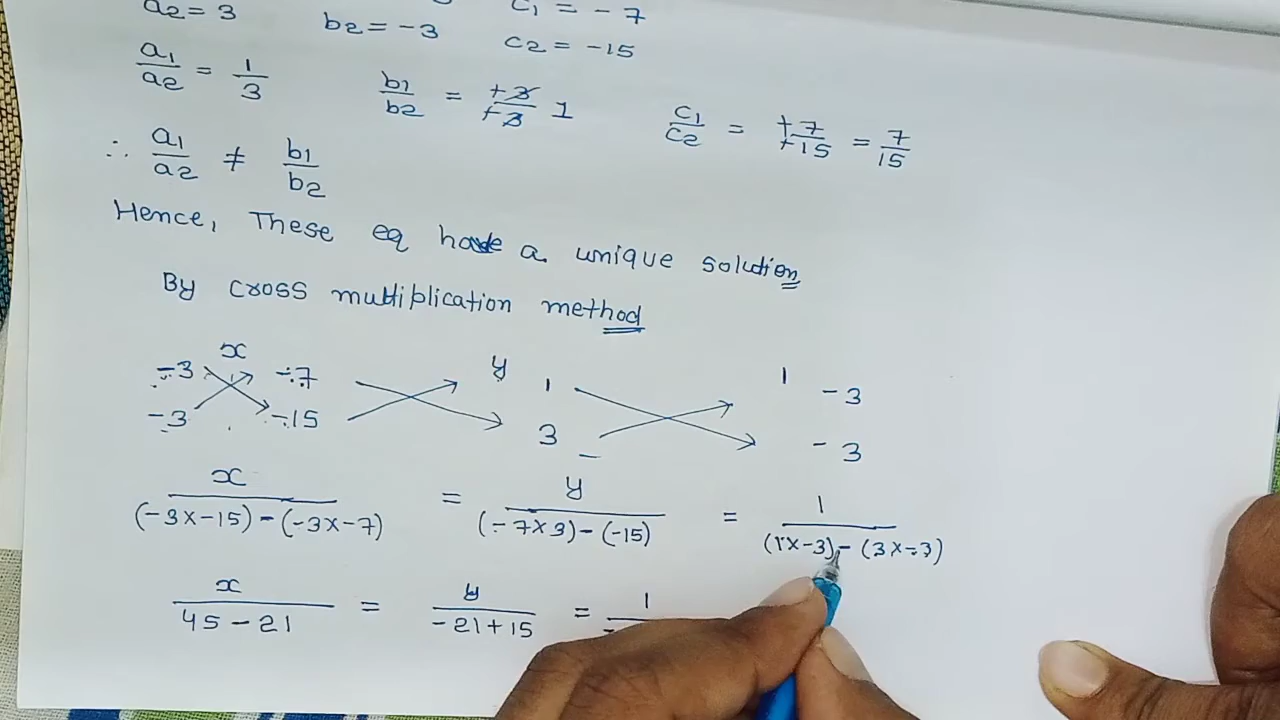 a2 = 3 b2 = -3 c1 = - 7
c2 = -15
a1/a2 = 1/3 b1/b2 = +3/+3 1 c1/c2 = +7/+15 = 7/15
∴ a1/a2 ≠ b1/b2
Hence, These eq have a unique solution
By cross multiplication method
x y 1
-3 -7 1 -3
-3 -15 3 -3
x/((-3x-15)-(-3x-7)) = y/((-7x3)-(-15)) = 1/((1x-3)-(3x-3))
x/(45-21) = y/(-21+15) = 1/